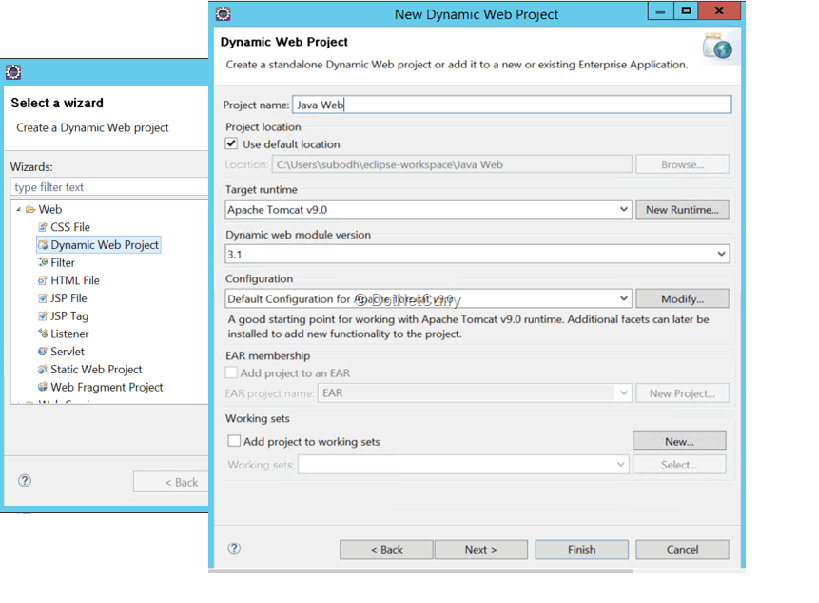 Select a wizard
Create a Dynamic Web project
Wizards:
type filter text
Web
CSS File
Dynamic Web Project
Filter
HTML File
JSP File
JSP Tag
Listener
Servlet
Static Web Project
Web Fragment Project
< Back
New Dynamic Web Project
Dynamic Web Project
Create a standalone Dynamic Web project or add it to a new or existing Enterprise Application.
Project name: Java Web
Project location
Use default location
Location: C:\Users\subodh\eclipse-workspace\Java Web Browse...
Target runtime
Apache Tomcat v9.0 New Runtime...
Dynamic web module version
3.1
Configuration
Default Configuration for Apache Tomcat v9.0 Modify...
© DotNetCurry
A good starting point for working with Apache Tomcat v9.0 runtime. Additional facets can later be
installed to add new functionality to the project.
EAR membership
Add project to an EAR
EAR project name: EAR New Project...
Working sets
Add project to working sets New...
Working sets: Select...
< Back Next > Finish Cancel